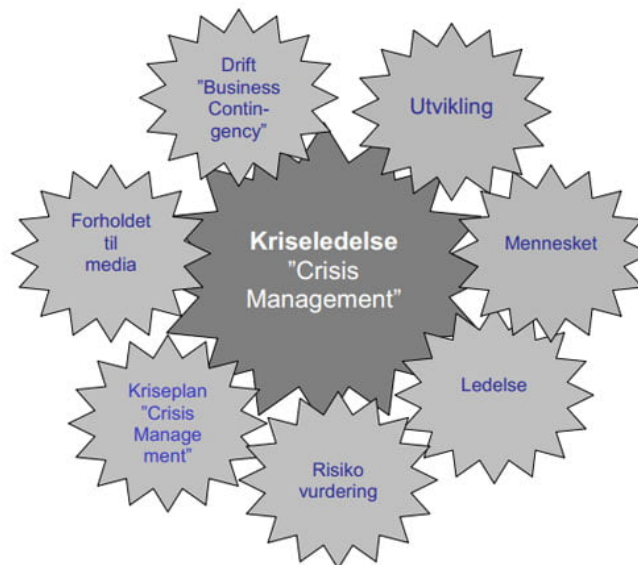 Drift
”Business
Contin-
gency”
Utvikling
Forholdet
til
media
Kriseledelse
”Crisis
Management”
Mennesket
Kriseplan
”Crisis
Manage
ment”
Ledelse
Risiko
vurdering